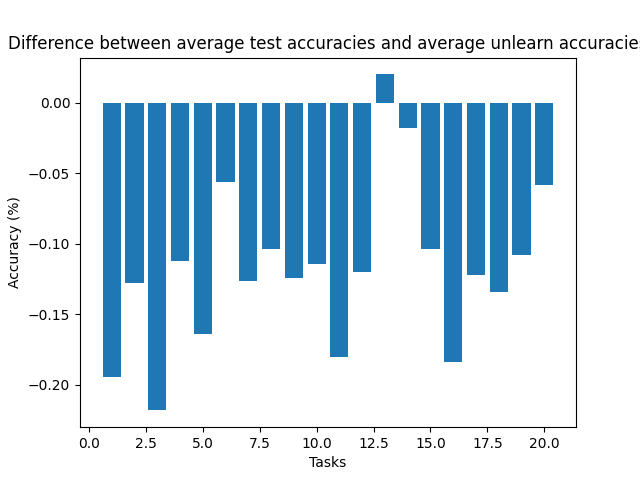 Difference between average test accuracies and average unlearn accuracies
0.00
−0.05
−0.10
−0.15
−0.20
Accuracy (%)
0.0 2.5 5.0 7.5 10.0 12.5 15.0 17.5 20.0
Tasks